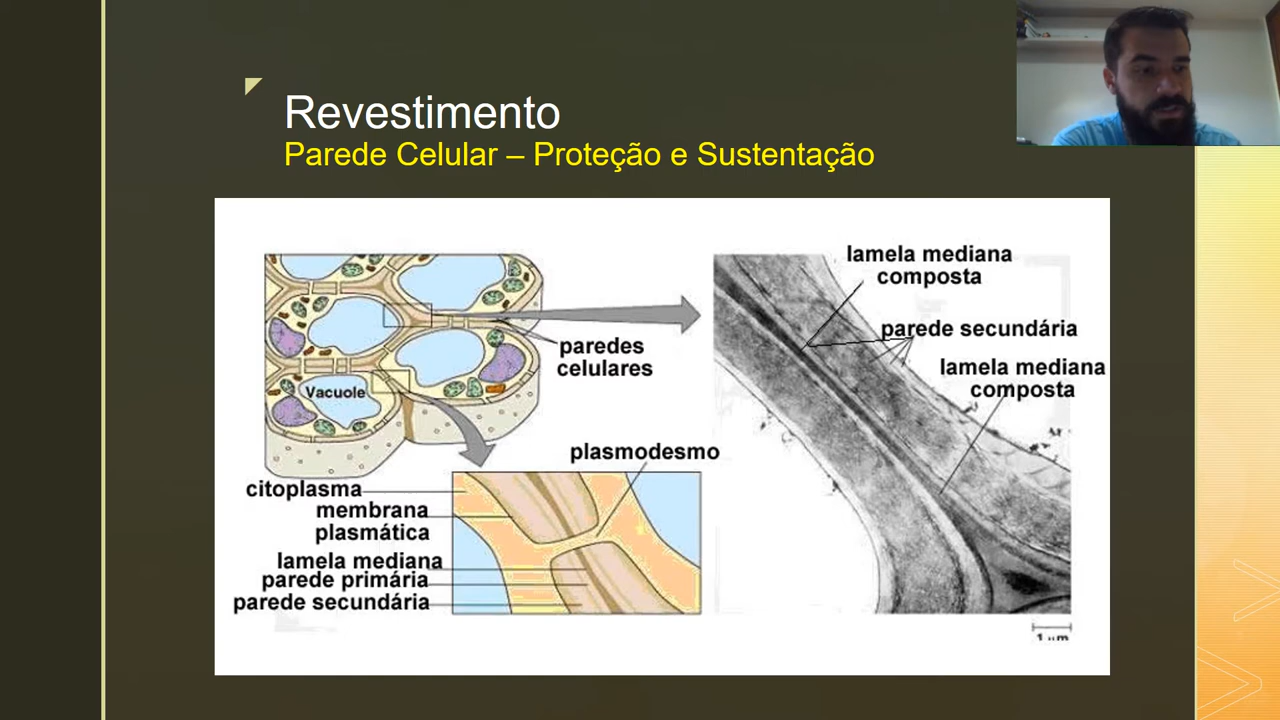 Revestimento
Parede Celular – Proteção e Sustentação
lamela mediana
composta
parede secundária
lamela mediana
composta
paredes
celulares
Vacuole
plasmodesmo
citoplasma
membrana
plasmática
lamela mediana
parede primária
parede secundária
1 µm